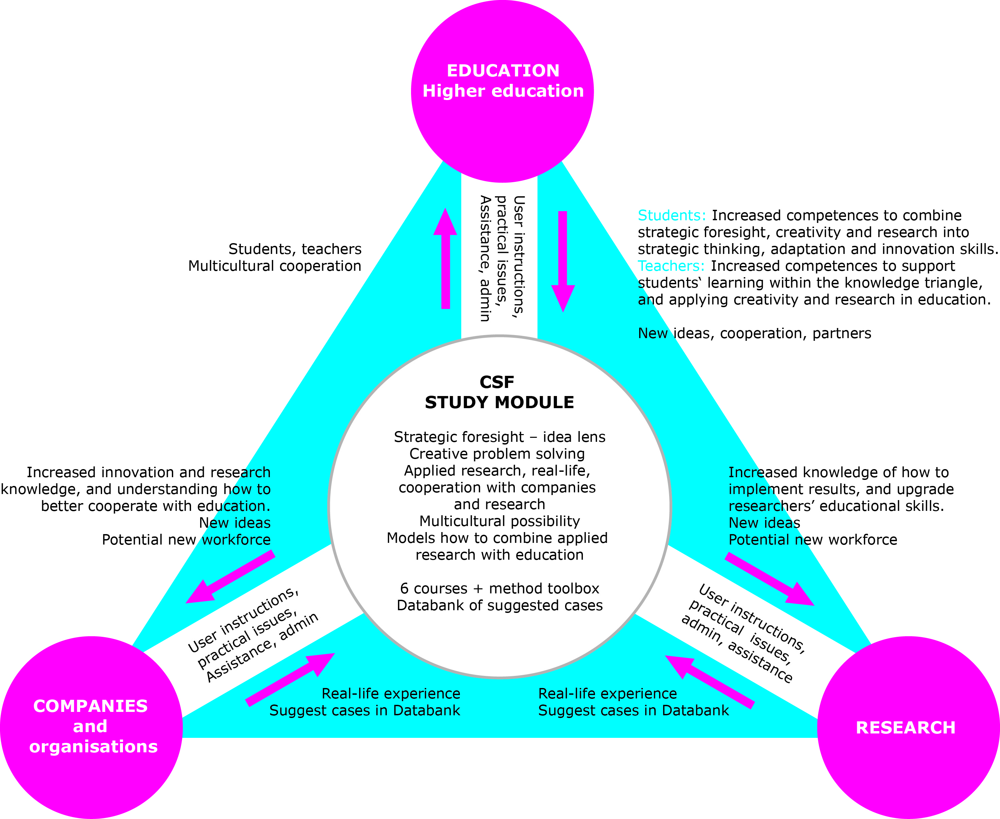 EDUCATION
Higher education
User instructions,
practical issues,
Assistance, admin
Students, teachers
Multicultural cooperation
Students: Increased competences to combine
strategic foresight, creativity and research into
strategic thinking, adaptation and innovation skills.
Teachers: Increased competences to support
students‘ learning within the knowledge triangle,
and applying creativity and research in education.
New ideas, cooperation, partners
CSF
STUDY MODULE
Strategic foresight – idea lens
Creative problem solving
Applied research, real-life,
cooperation with companies
and research
Multicultural possibility
Models how to combine applied
research with education
6 courses + method toolbox
Databank of suggested cases
Increased innovation and research
knowledge, and understanding how to
better cooperate with education.
New ideas
Potential new workforce
Increased knowledge of how to
implement results, and upgrade
researchers’ educational skills.
New ideas
Potential new workforce
User instructions,
practical issues,
Assistance, admin
User instructions,
practical issues,
admin, assistance
Real-life experience
Suggest cases in Databank
Real-life experience
Suggest cases in Databank
COMPANIES
and
organisations
RESEARCH